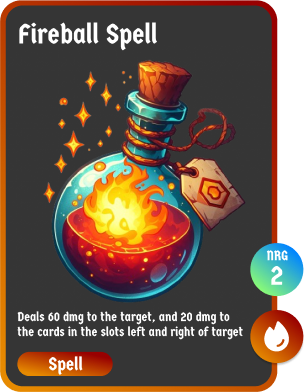 Fireball Spell
NRG
2
Deals 60 dmg to the target, and 20 dmg to
the cards in the slots left and right of target
Spell